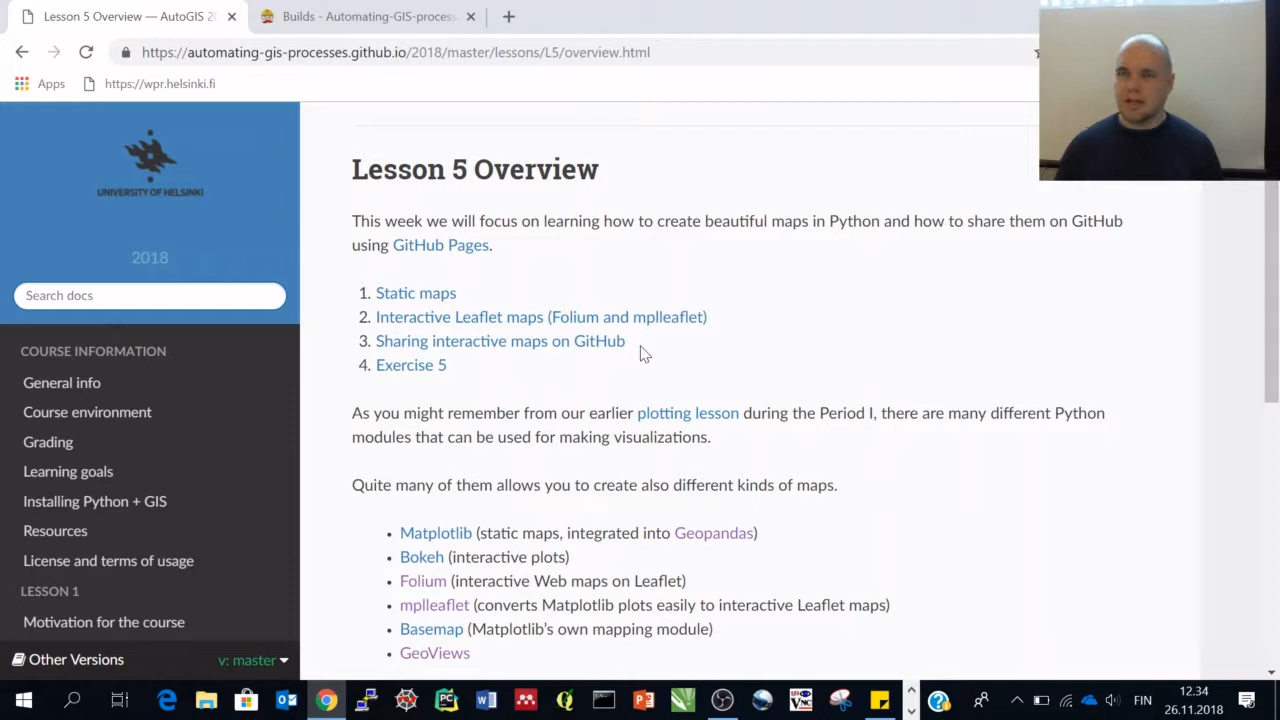 Lesson 5 Overview — AutoGIS 20
Builds - Automating-GIS-process
https://automating-gis-processes.github.io/2018/master/lessons/L5/overview.html
Apps
https://wpr.helsinki.fi
UNIVERSITY OF HELSINKI
2018
Search docs
COURSE INFORMATION
General info
Course environment
Grading
Learning goals
Installing Python + GIS
Resources
License and terms of usage
LESSON 1
Motivation for the course
Other Versions
v: master
Lesson 5 Overview
This week we will focus on learning how to create beautiful maps in Python and how to share them on GitHub
using GitHub Pages.
1. Static maps
2. Interactive Leaflet maps (Folium and mplleaflet)
3. Sharing interactive maps on GitHub
4. Exercise 5
As you might remember from our earlier plotting lesson during the Period I, there are many different Python
modules that can be used for making visualizations.
Quite many of them allows you to create also different kinds of maps.
• Matplotlib (static maps, integrated into Geopandas)
• Bokeh (interactive plots)
• Folium (interactive Web maps on Leaflet)
• mplleaflet (converts Matplotlib plots easily to interactive Leaflet maps)
• Basemap (Matplotlib's own mapping module)
• GeoViews
FIN
12.34
26.11.2018